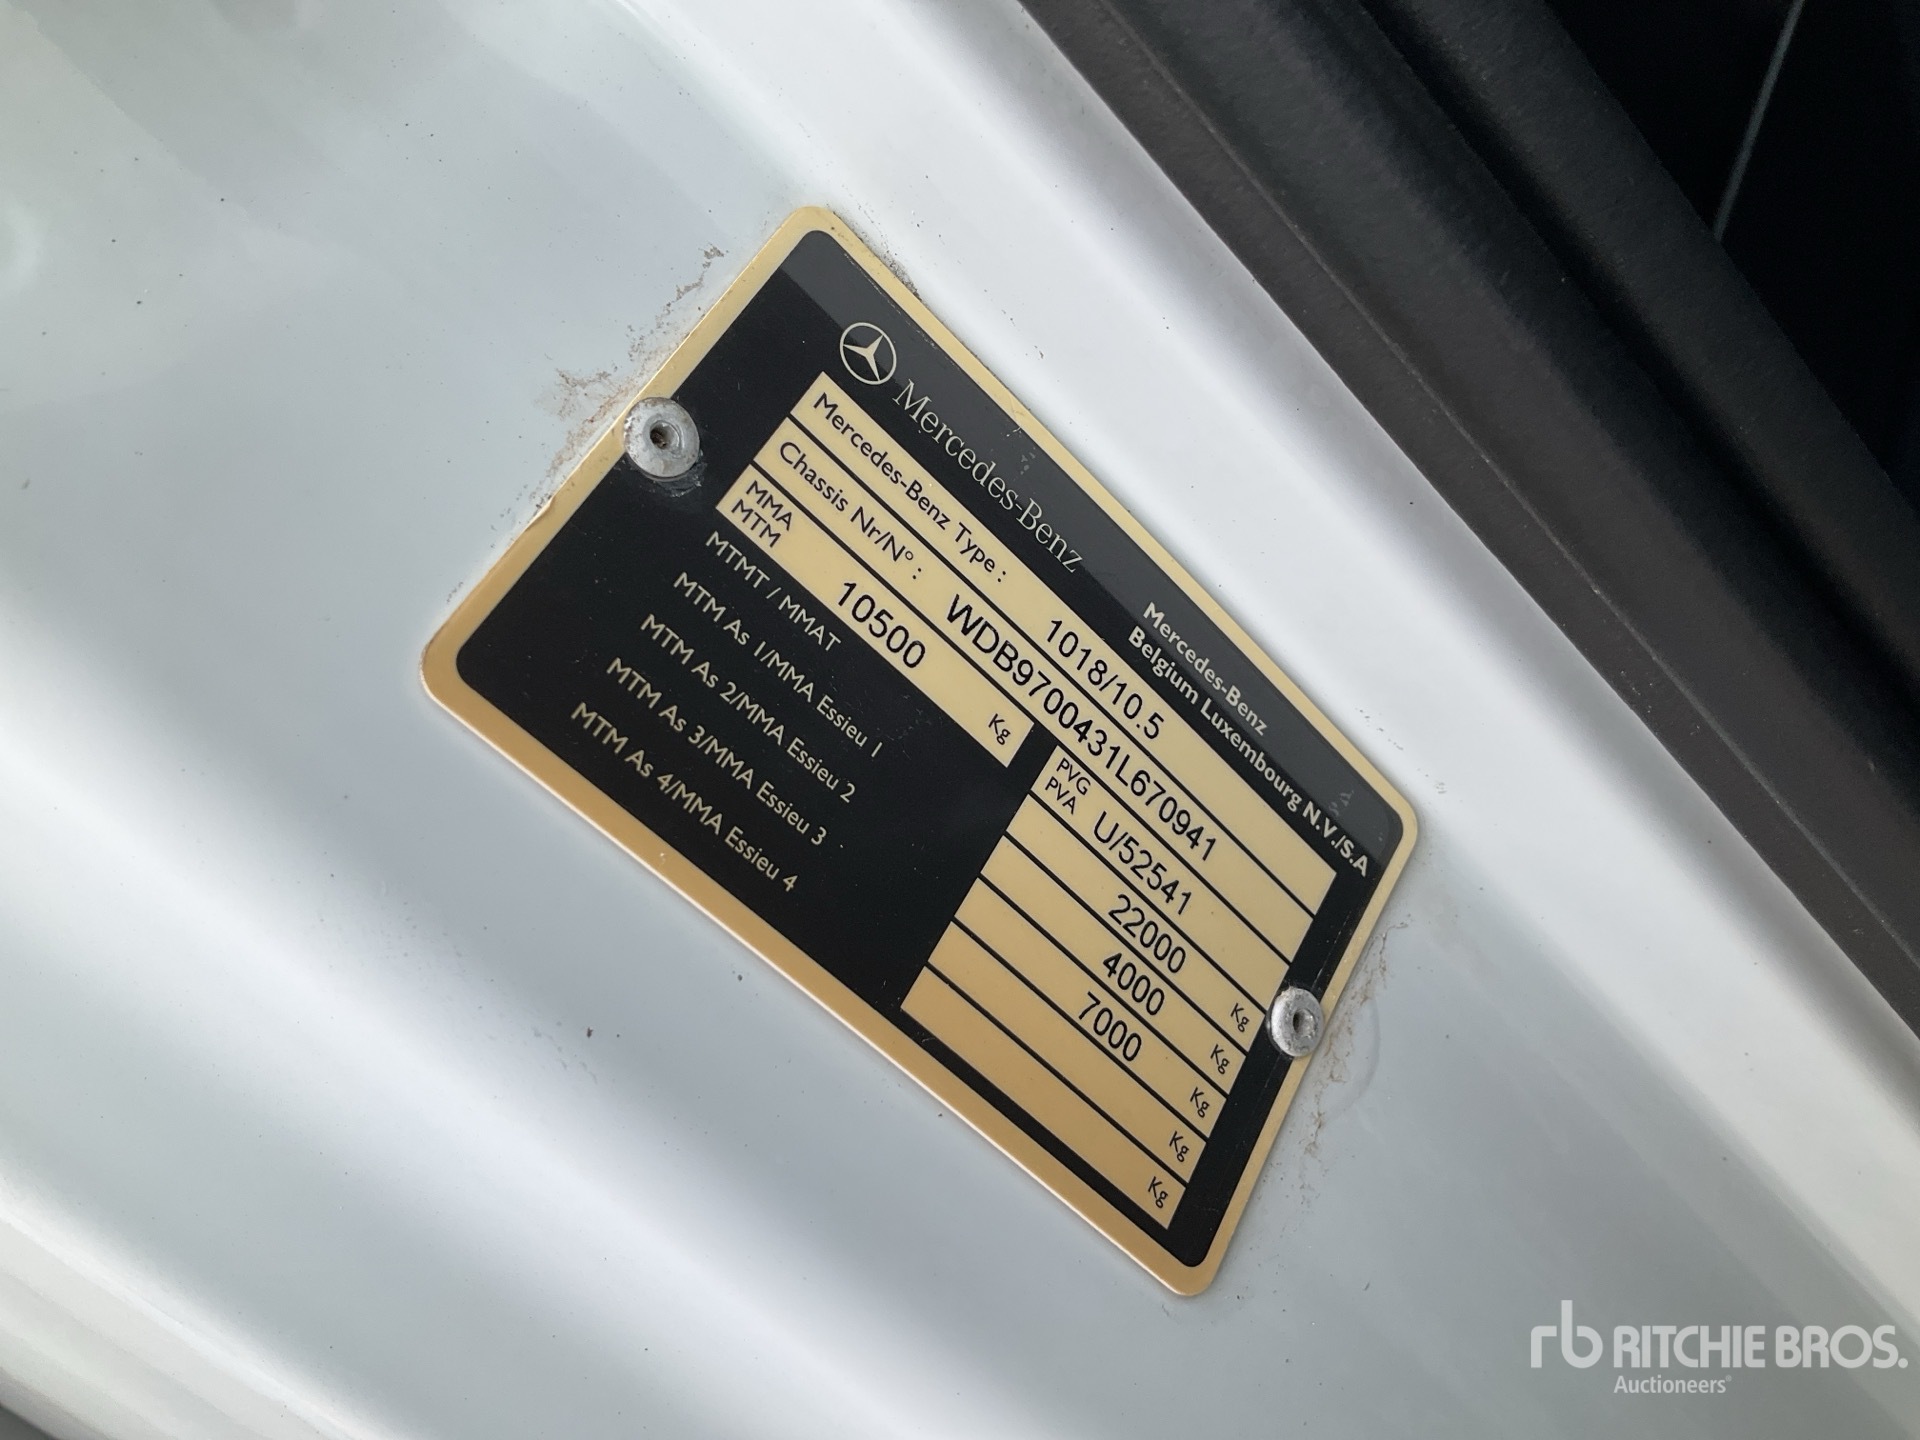 Mercedes-Benz
Mercedes-Benz
Belgium Luxembourg N.V./S.A
Mercedes-Benz Type : 1018/10.5
Chassis Nr/N° : WDB9700431L670941
MMA
MTM 10500 Kg
PVG
PVA U/52541
MTMT / MMAT 22000 Kg
MTM As 1/MMA Essieu 1 4000 Kg
MTM As 2/MMA Essieu 2 7000 Kg
MTM As 3/MMA Essieu 3 Kg
MTM As 4/MMA Essieu 4 Kg
rb RITCHIE BROS.
Auctioneers